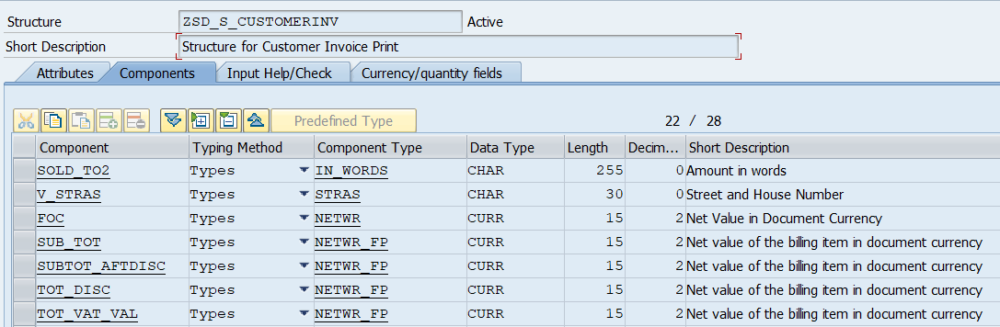 Structure ZSD_S_CUSTOMERINV Active
Short Description Structure for Customer Invoice Print
Attributes Components Input Help/Check Currency/quantity fields
Predefined Type 22 / 28
Component Typing Method Component Type Data Type Length Decim... Short Description
SOLD_TO2 Types IN_WORDS CHAR 255 0 Amount in words
V_STRAS Types STRAS CHAR 30 0 Street and House Number
FOC Types NETWR CURR 15 2 Net Value in Document Currency
SUB_TOT Types NETWR_FP CURR 15 2 Net value of the billing item in document currency
SUBTOT_AFTDISC Types NETWR_FP CURR 15 2 Net value of the billing item in document currency
TOT_DISC Types NETWR_FP CURR 15 2 Net value of the billing item in document currency
TOT_VAT_VAL Types NETWR_FP CURR 15 2 Net value of the billing item in document currency